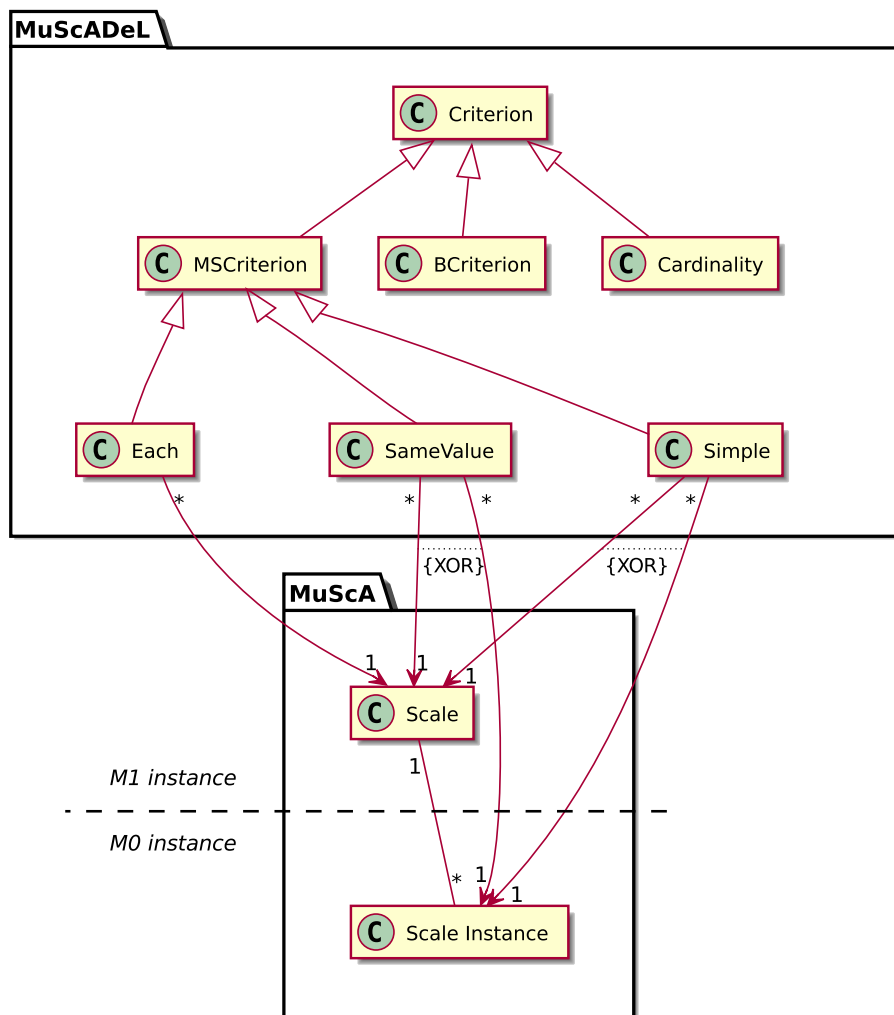 MuScADeL
C Criterion
C MSCriterion
C BCriterion
C Cardinality
C Each
C SameValue
C Simple
* * * * *
{XOR} {XOR}
MuScA
1 1 1
C Scale
1
M1 instance
M0 instance
* 1 1
C Scale Instance